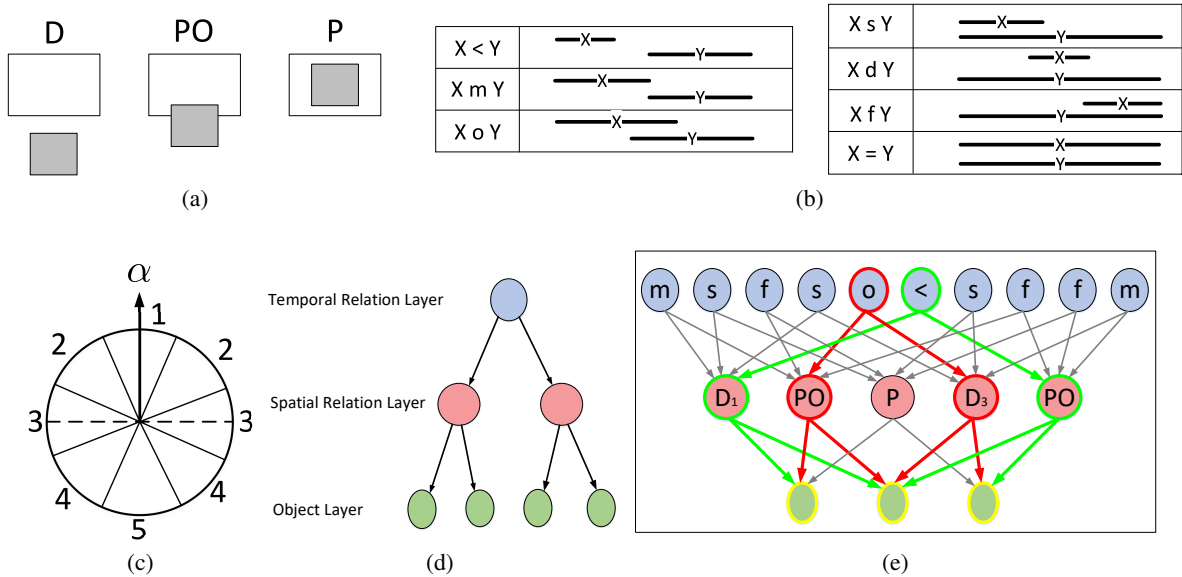 D PO P
(a)
X < Y X Y
X m Y X Y
X o Y X Y
X s Y X Y
X d Y X Y
X f Y X Y
X = Y X Y
(b)
α
1
2 2
3 3
4 4
5
(c)
Temporal Relation Layer
Spatial Relation Layer
Object Layer
(d)
m s f s o < s f f m
D₁ PO P D₃ PO
(e)